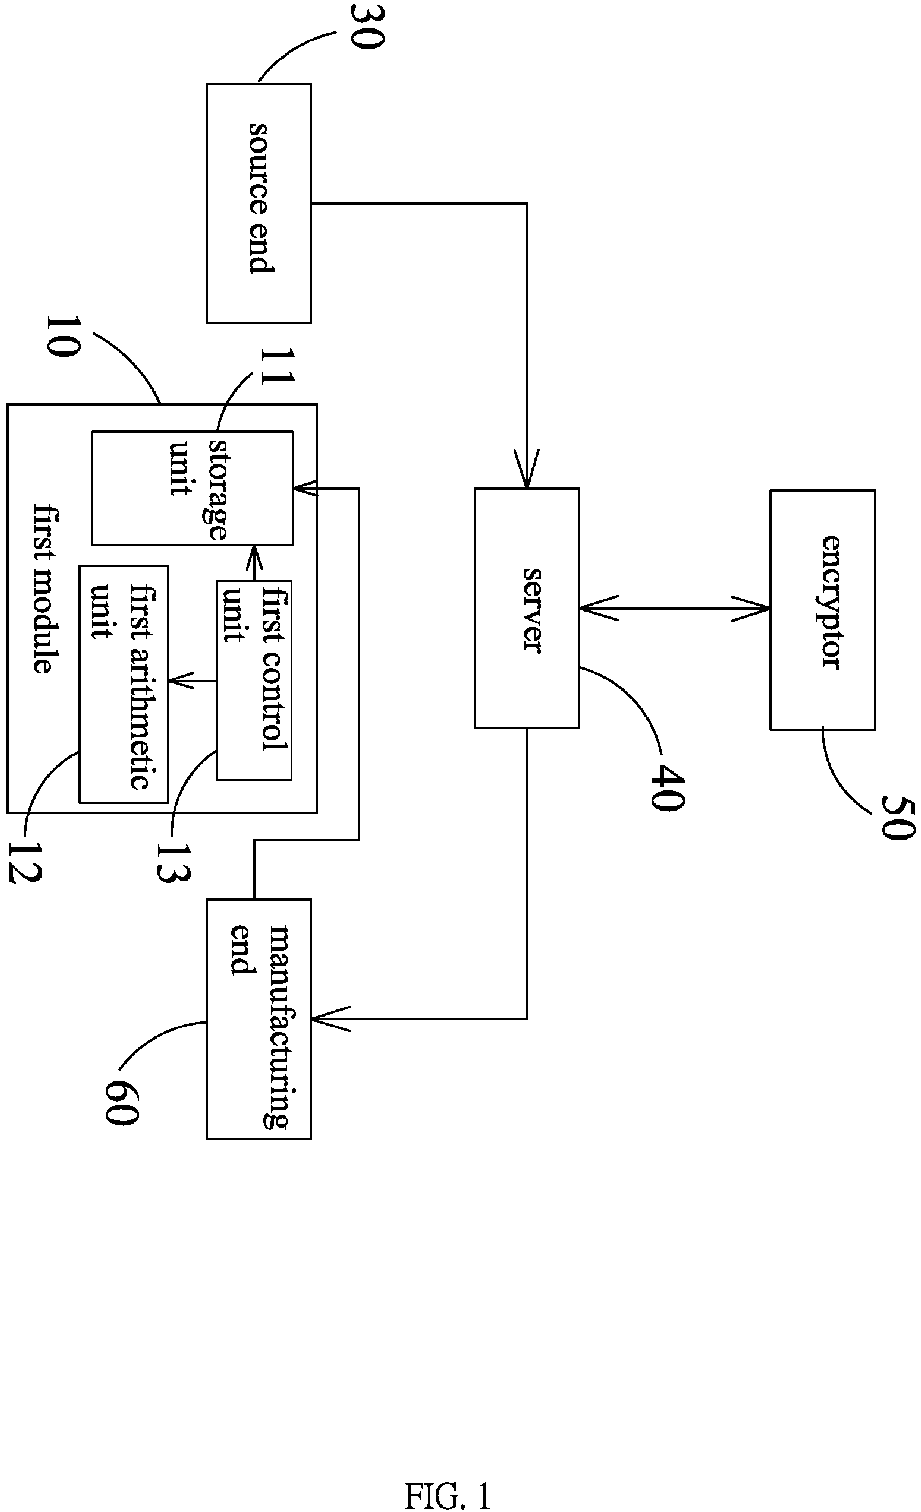 encryptor
50
server
40
30
source end
manufacturing
end
60
10
11
storage
unit
first control
unit
13
first arithmetic
unit
12
first module
FIG. 1